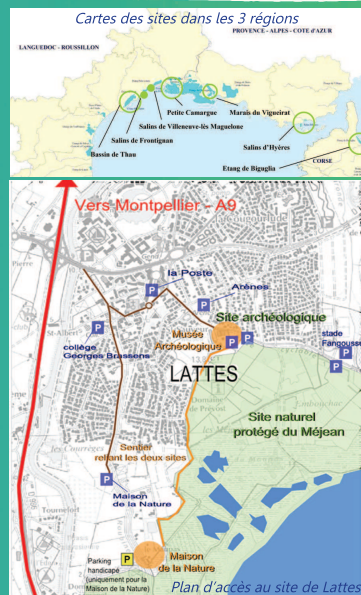 Cartes des sites dans les 3 régions
PROVENCE - ALPES - COTE d'AZUR
LANGUEDOC - ROUSSILLON
Petite Camargue
Marais du Vigueirat
Salins de Villeneuve-lès Maguelone
Salins de Frontignan
Salins d'Hyères
Bassin de Thau
CORSE
Etang de Biguglia
Vers Montpellier - A9
la Poste
P
Arènes
P
Site archéologique
P
collège
Georges Brassens
Musée
Archéologique
P
P
stade
Fangousse
P
P
LATTES
Site naturel
protégé du Méjean
Sentier
reliant les deux sites
P
Maison
de la Nature
Tournefort
P
Parking
handicapé
(uniquement pour la
Maison de la Nature)
Maison
de la Nature
Plan d'accès au site de Lattes